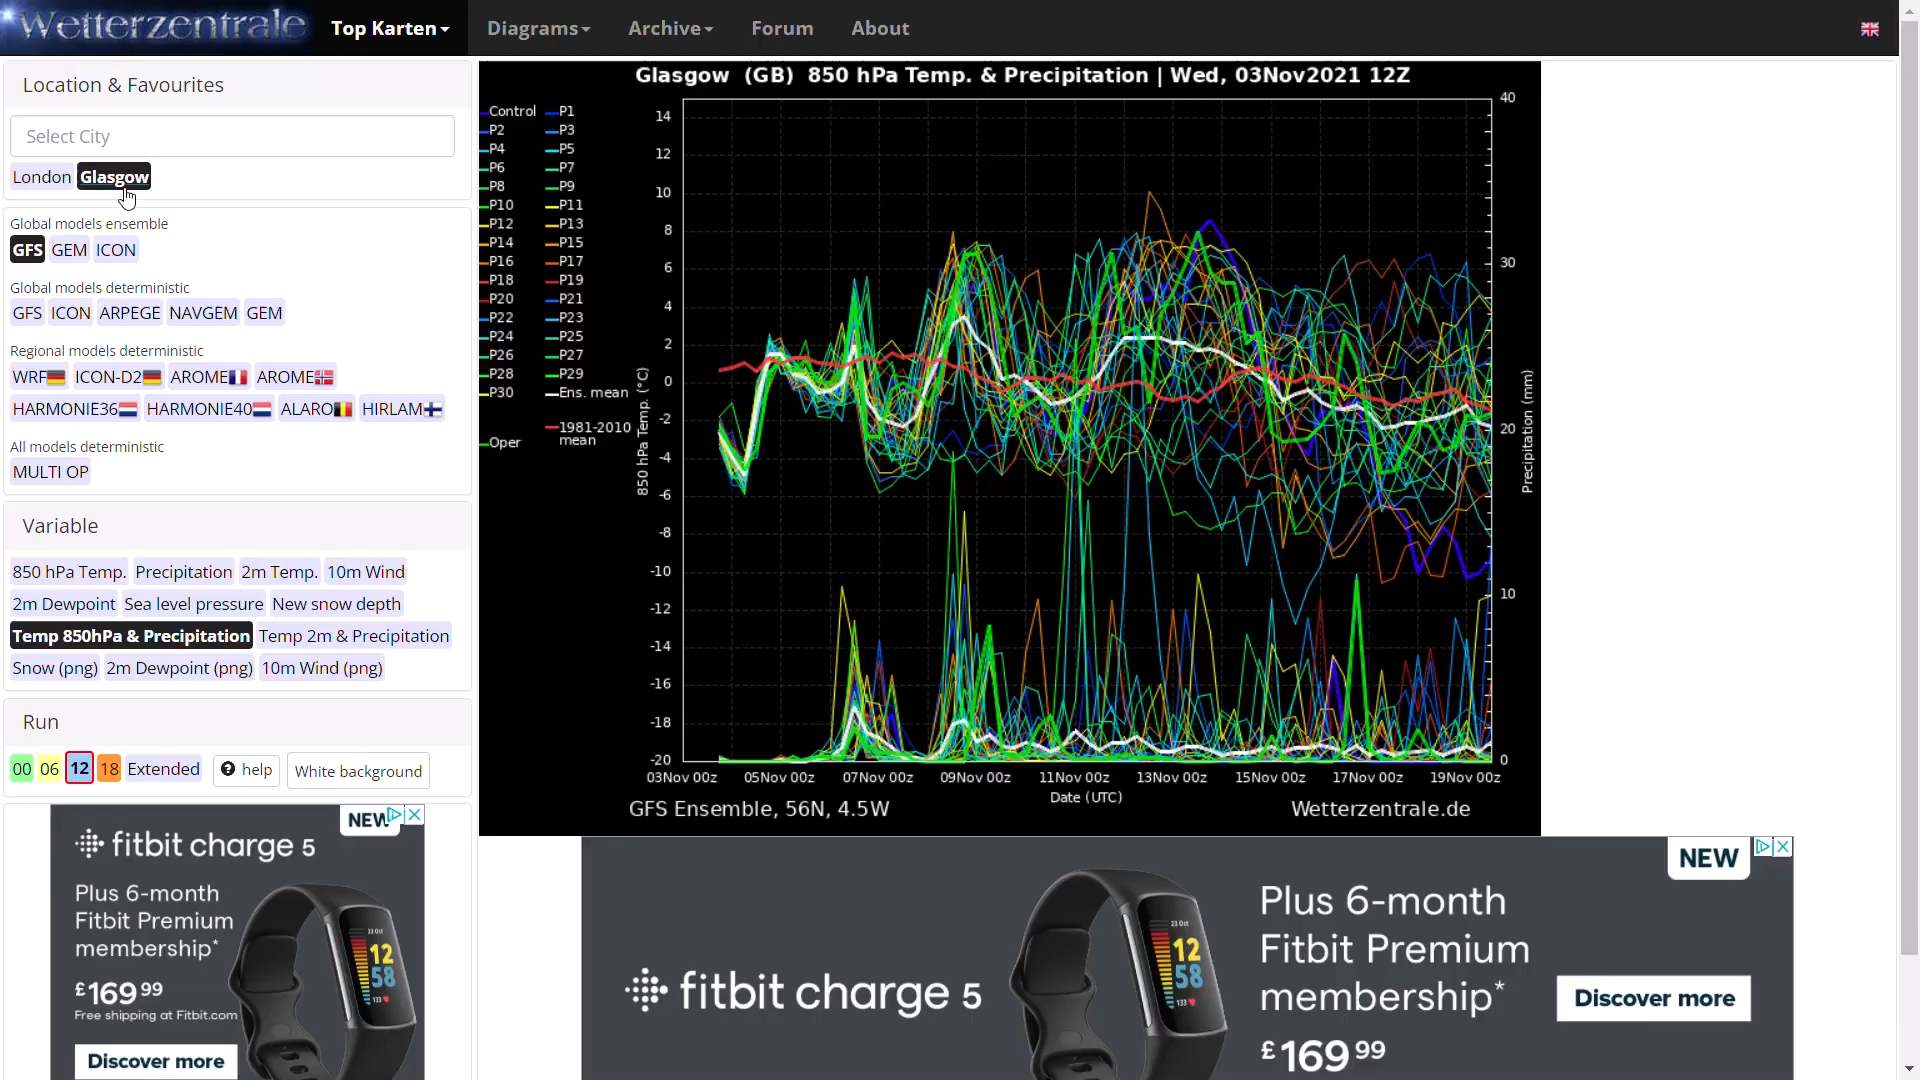 Wetterzentrale
Top Karten Diagrams Archive Forum About
Location & Favourites
Select City
London Glasgow
Global models ensemble
GFS GEM ICON
Global models deterministic
GFS ICON ARPEGE NAVGEM GEM
Regional models deterministic
WRF ICON-D2 AROME AROME
HARMONIE36 HARMONIE40 ALARO HIRLAM
All models deterministic
MULTI OP
Variable
850 hPa Temp. Precipitation 2m Temp. 10m Wind
2m Dewpoint Sea level pressure New snow depth
Temp 850hPa & Precipitation Temp 2m & Precipitation
Snow (png) 2m Dewpoint (png) 10m Wind (png)
Run
00 06 12 18 Extended ? help White background
Glasgow (GB) 850 hPa Temp. & Precipitation | Wed, 03Nov2021 12Z
Control P1
P2 P3
P4 P5
P6 P7
P8 P9
P10 P11
P12 P13
P14 P15
P16 P17
P18 P19
P20 P21
P22 P23
P24 P25
P26 P27
P28 P29
P30 Ens. mean
Oper 1981-2010
mean
850 hPa Temp. (°C)
14
12
10
8
6
4
2
0
-2
-4
-6
-8
-10
-12
-14
-16
-18
-20
40
30
20
10
0
Precipitation (mm)
03Nov 00z 05Nov 00z 07Nov 00z 09Nov 00z 11Nov 00z 13Nov 00z 15Nov 00z 17Nov 00z 19Nov 00z
Date (UTC)
GFS Ensemble, 56N, 4.5W Wetterzentrale.de
NEW
fitbit charge 5
Plus 6-month
Fitbit Premium
membership*
£169.99
Free shipping at Fitbit.com
Discover more
23 Oct
12
58
133
NEW
fitbit charge 5
23 Oct
12
58
133
Plus 6-month
Fitbit Premium
membership*
£169.99
Discover more